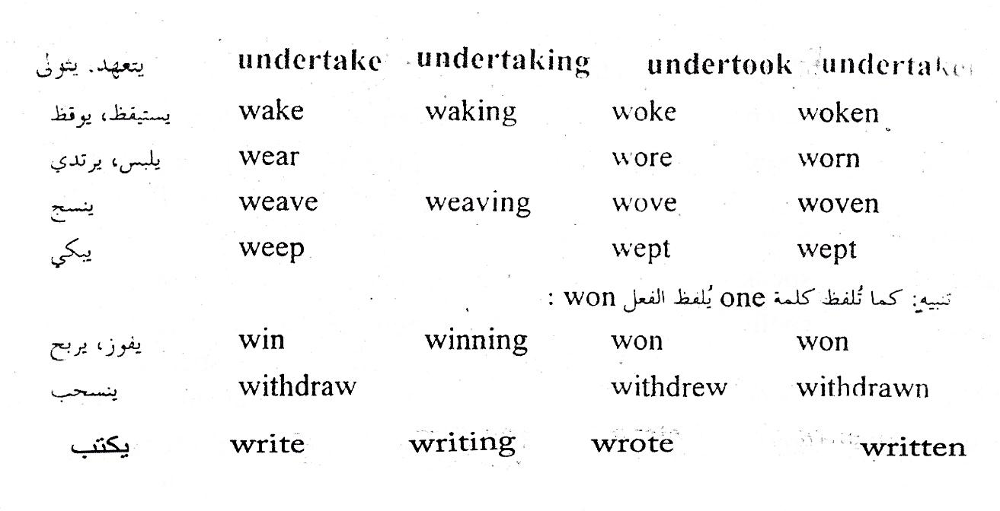 يتعهد. يتولى undertake undertaking undertook
يستيقظ، يوقظ wake waking woke woken
يلبس، يرتدي wear wore worn
ينسج weave weaving wove woven
يبكي weep wept wept
تنبيه: كما تُلفظ كلمة one يُلفظ الفعل won :
يفوز، يربح win winning won won
ينسحب withdraw withdrew withdrawn
يكتب write writing wrote written